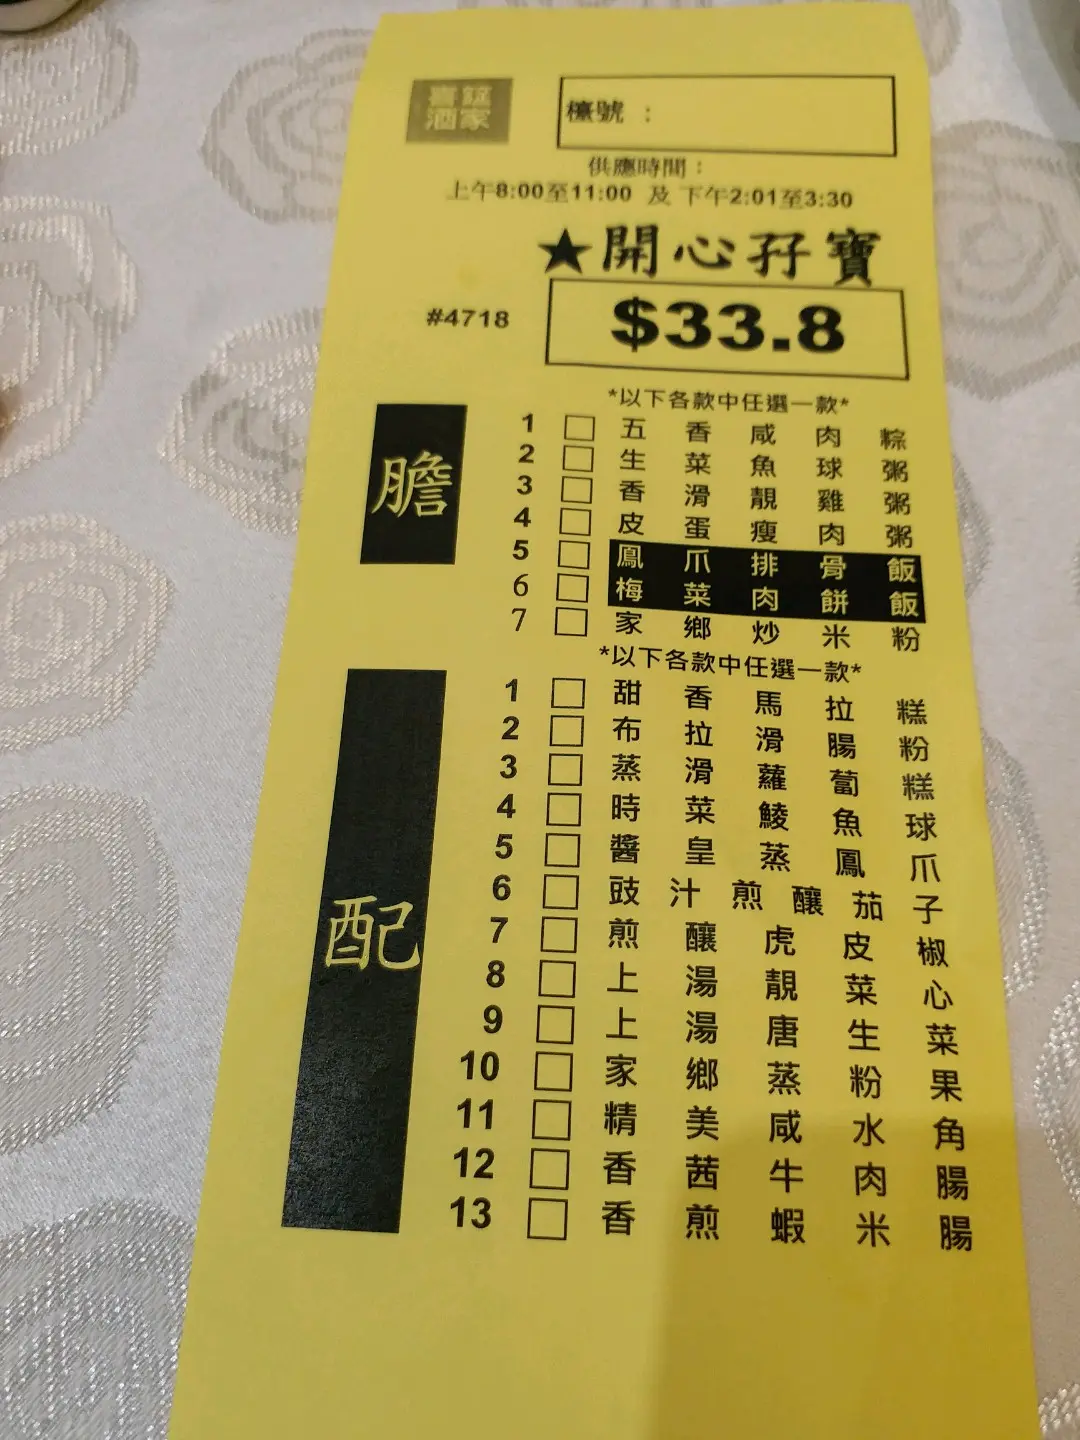 喜誼
酒家
檯號：
供應時間：
上午8:00至11:00 及 下午2:01至3:30
★開心孖寶
#4718
$33.8
膽
*以下各款中任選一款*
1 □ 五香咸肉粽
2 □ 生菜魚球粥
3 □ 香滑靚雞粥
4 □ 皮蛋瘦肉粥
5 □ 鳳爪排骨飯
6 □ 梅菜肉餅飯
7 □ 家鄉炒米粉
配
*以下各款中任選一款*
1 □ 甜香馬拉糕
2 □ 布拉滑腸粉
3 □ 蒸滑蘿蔔糕
4 □ 時菜鯪魚球
5 □ 醬皇蒸鳳爪
6 □ 豉汁煎釀茄子
7 □ 煎釀虎皮椒
8 □ 上湯靚菜心
9 □ 上湯唐生菜
10 □ 家鄉蒸粉果
11 □ 精美咸水角
12 □ 香茜牛肉腸
13 □ 香煎蝦米腸